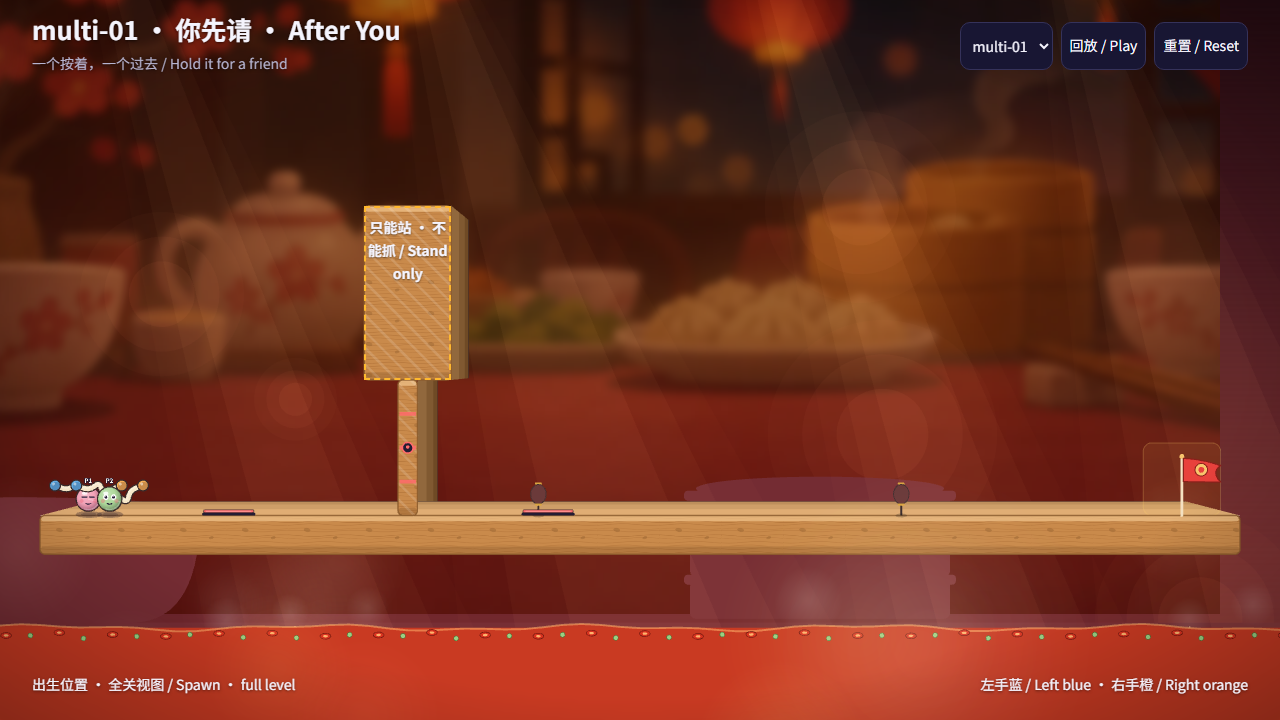 multi-01 · 你先请 · After You
一个按着，一个过去 / Hold it for a friend
multi-01
回放 / Play
重置 / Reset
只能站 · 不
能抓 / Stand
only
P1
P2
出生位置 · 全关视图 / Spawn · full level
左手蓝 / Left blue · 右手橙 / Right orange